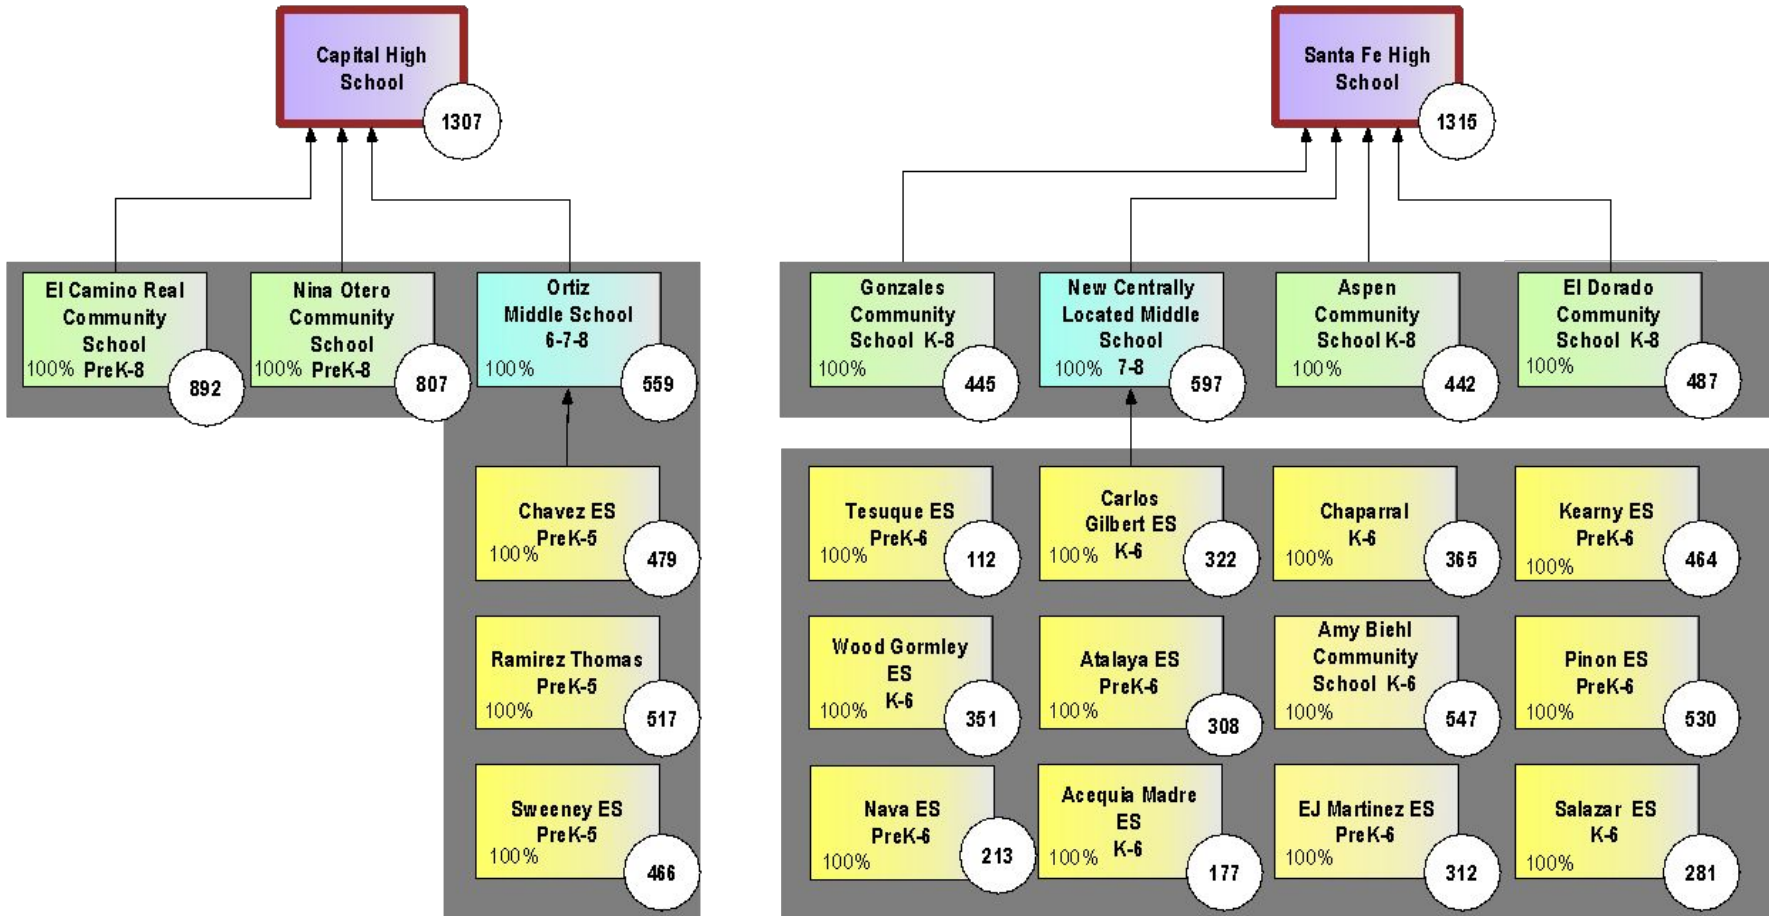 Capital High
School
1307
Santa Fe High
School
1315
El Camino Real
Community
School
100% PreK-8
892
Nina Otero
Community
School
100% PreK-8
807
Ortiz
Middle School
6-7-8
100%
559
Gonzales
Community
School K-8
100%
445
New Centrally
Located Middle
School
100% 7-8
597
Aspen
Community
School K-8
100%
442
El Dorado
Community
School K-8
100%
487
Chavez ES
PreK-5
100%
479
Tesuque ES
PreK-6
100%
112
Carlos
Gilbert ES
K-6
100%
322
Chaparral
K-6
100%
365
Kearny ES
PreK-6
100%
464
Ramirez Thomas
PreK-5
100%
517
Wood Gormley
ES
K-6
100%
351
Atalaya ES
PreK-6
100%
308
Amy Biehl
Community
School K-6
100%
547
Pinon ES
PreK-6
100%
530
Sweeney ES
PreK-5
100%
466
Nava ES
PreK-6
100%
213
Acequia Madre
ES
100% K-6
177
EJ Martinez ES
PreK-6
100%
312
Salazar ES
K-6
100%
281